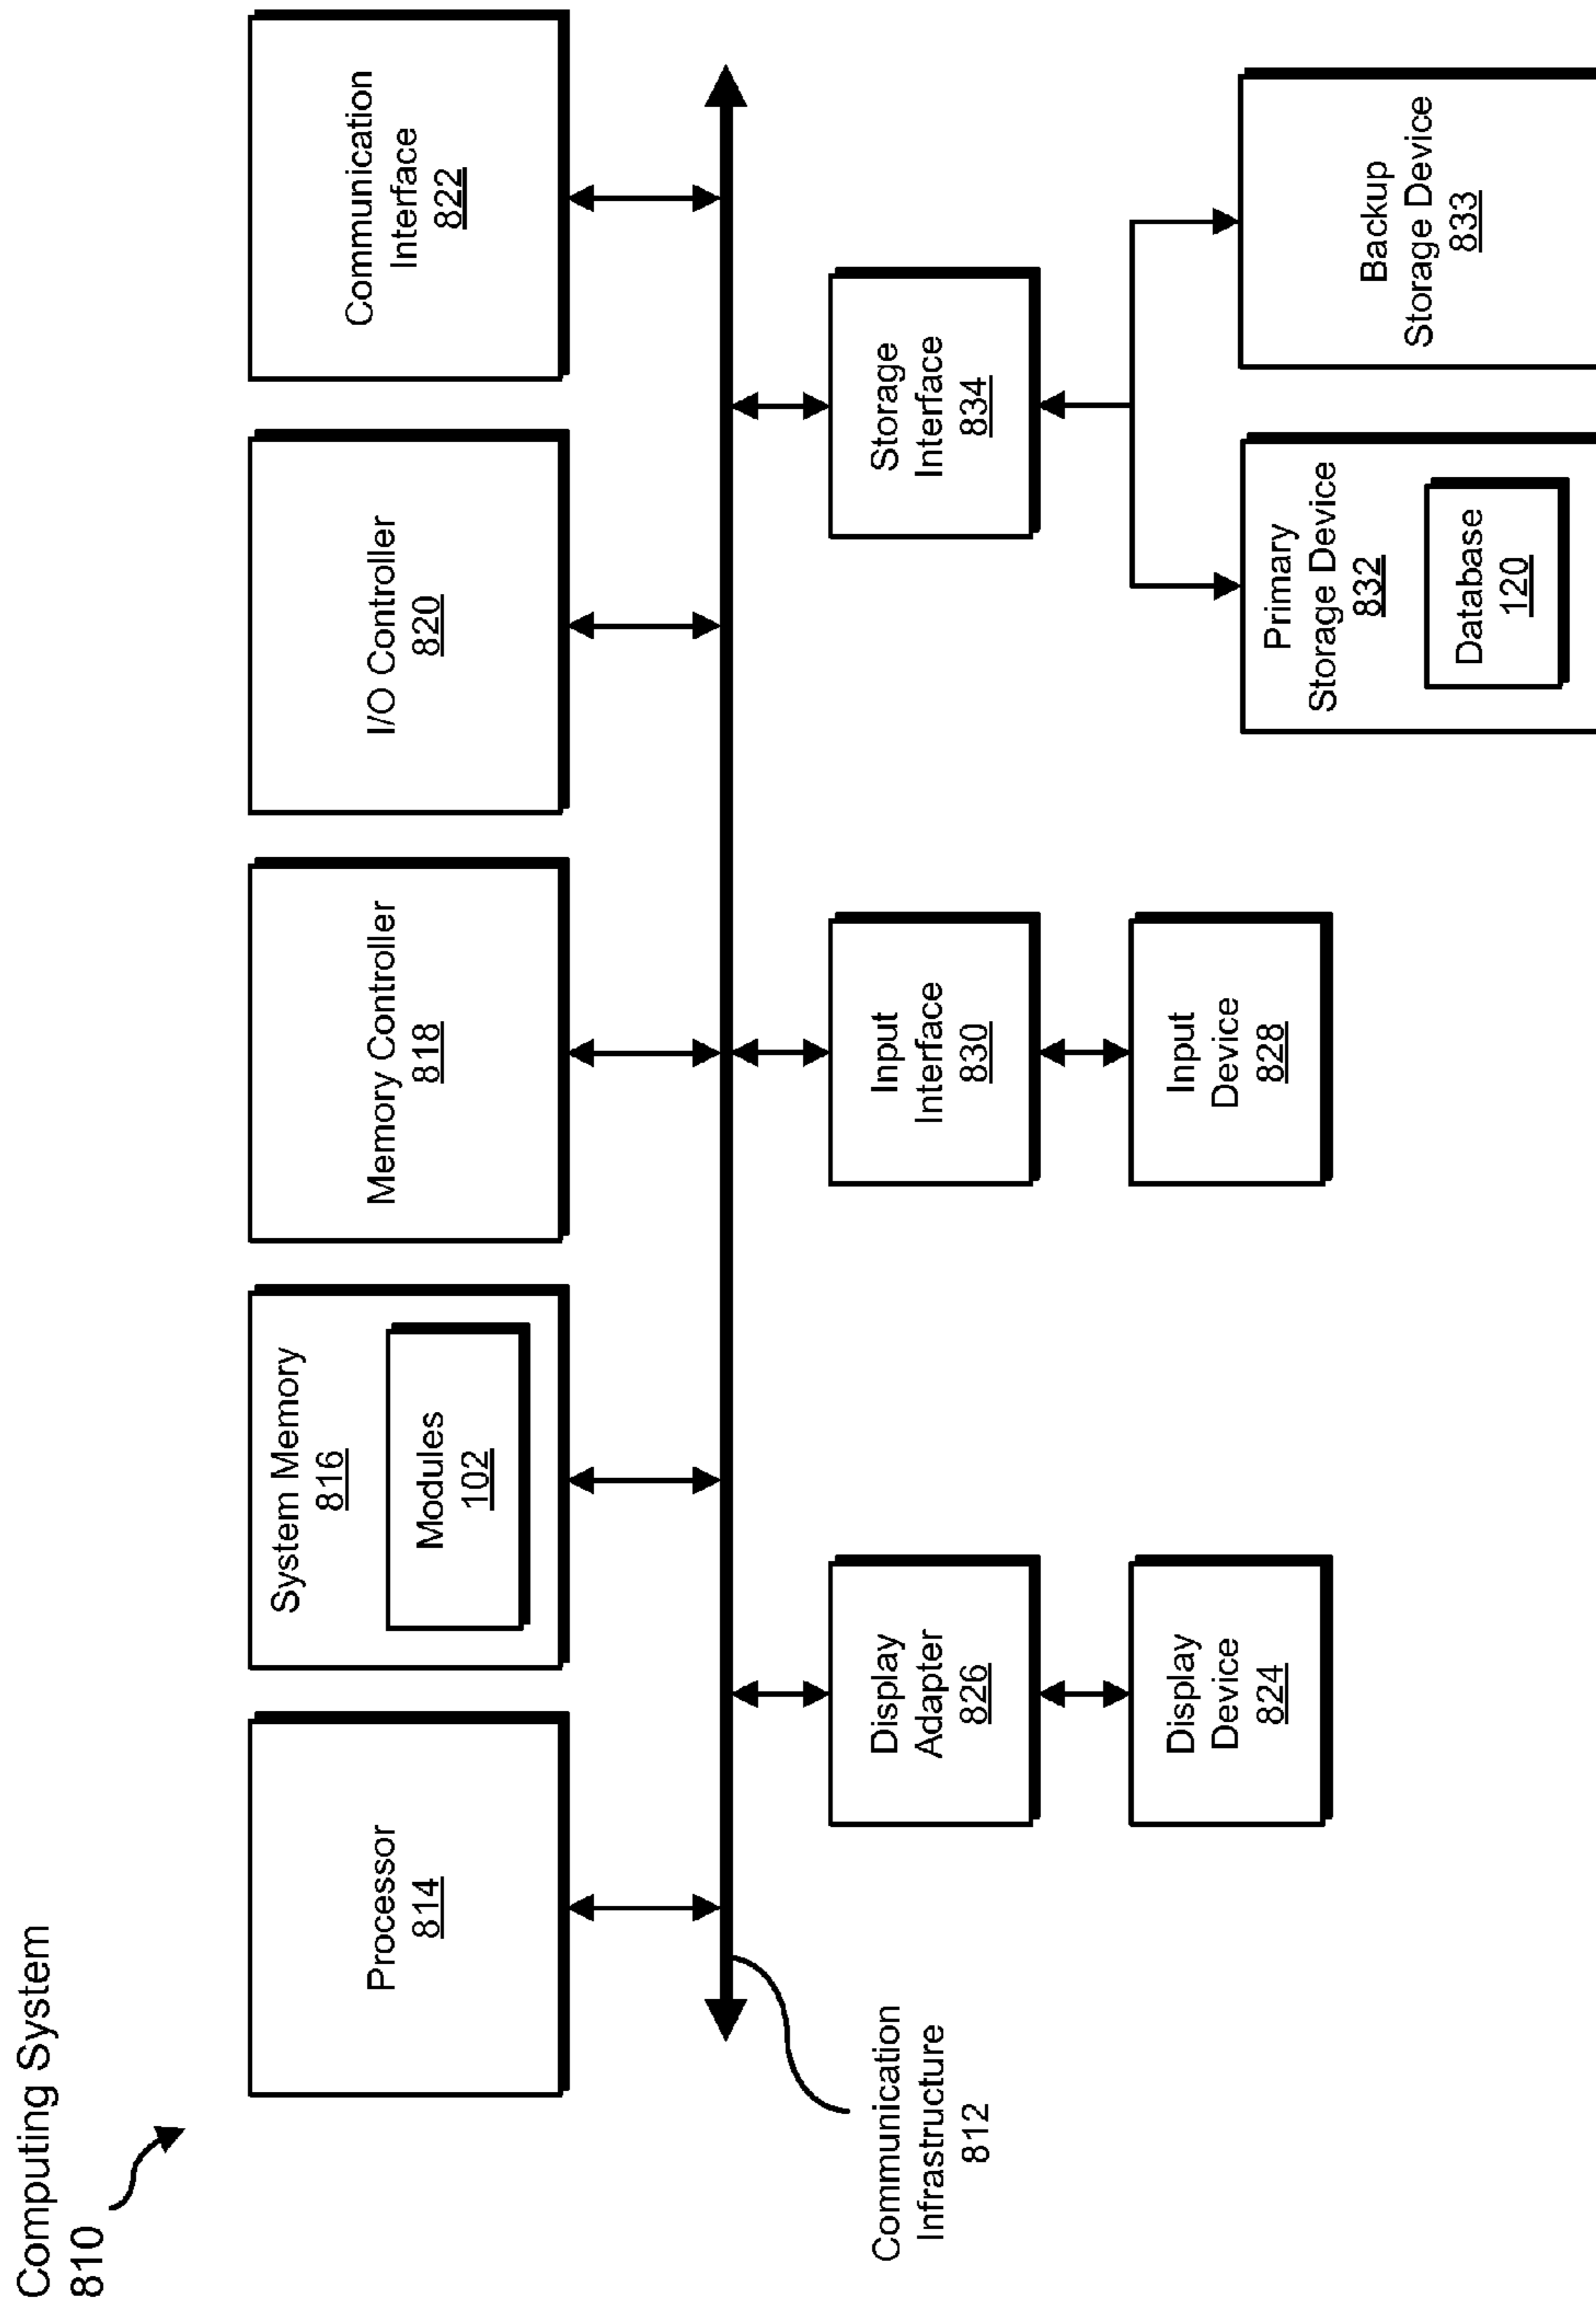 Computing System
810
Processor
814
System Memory
816
Modules
102
Memory Controller
818
I/O Controller
820
Communication
Interface
822
Communication
Infrastructure
812
Display
Adapter
826
Input
Interface
830
Storage
Interface
834
Display
Device
824
Input
Device
828
Primary
Storage Device
832
Database
120
Backup
Storage Device
833